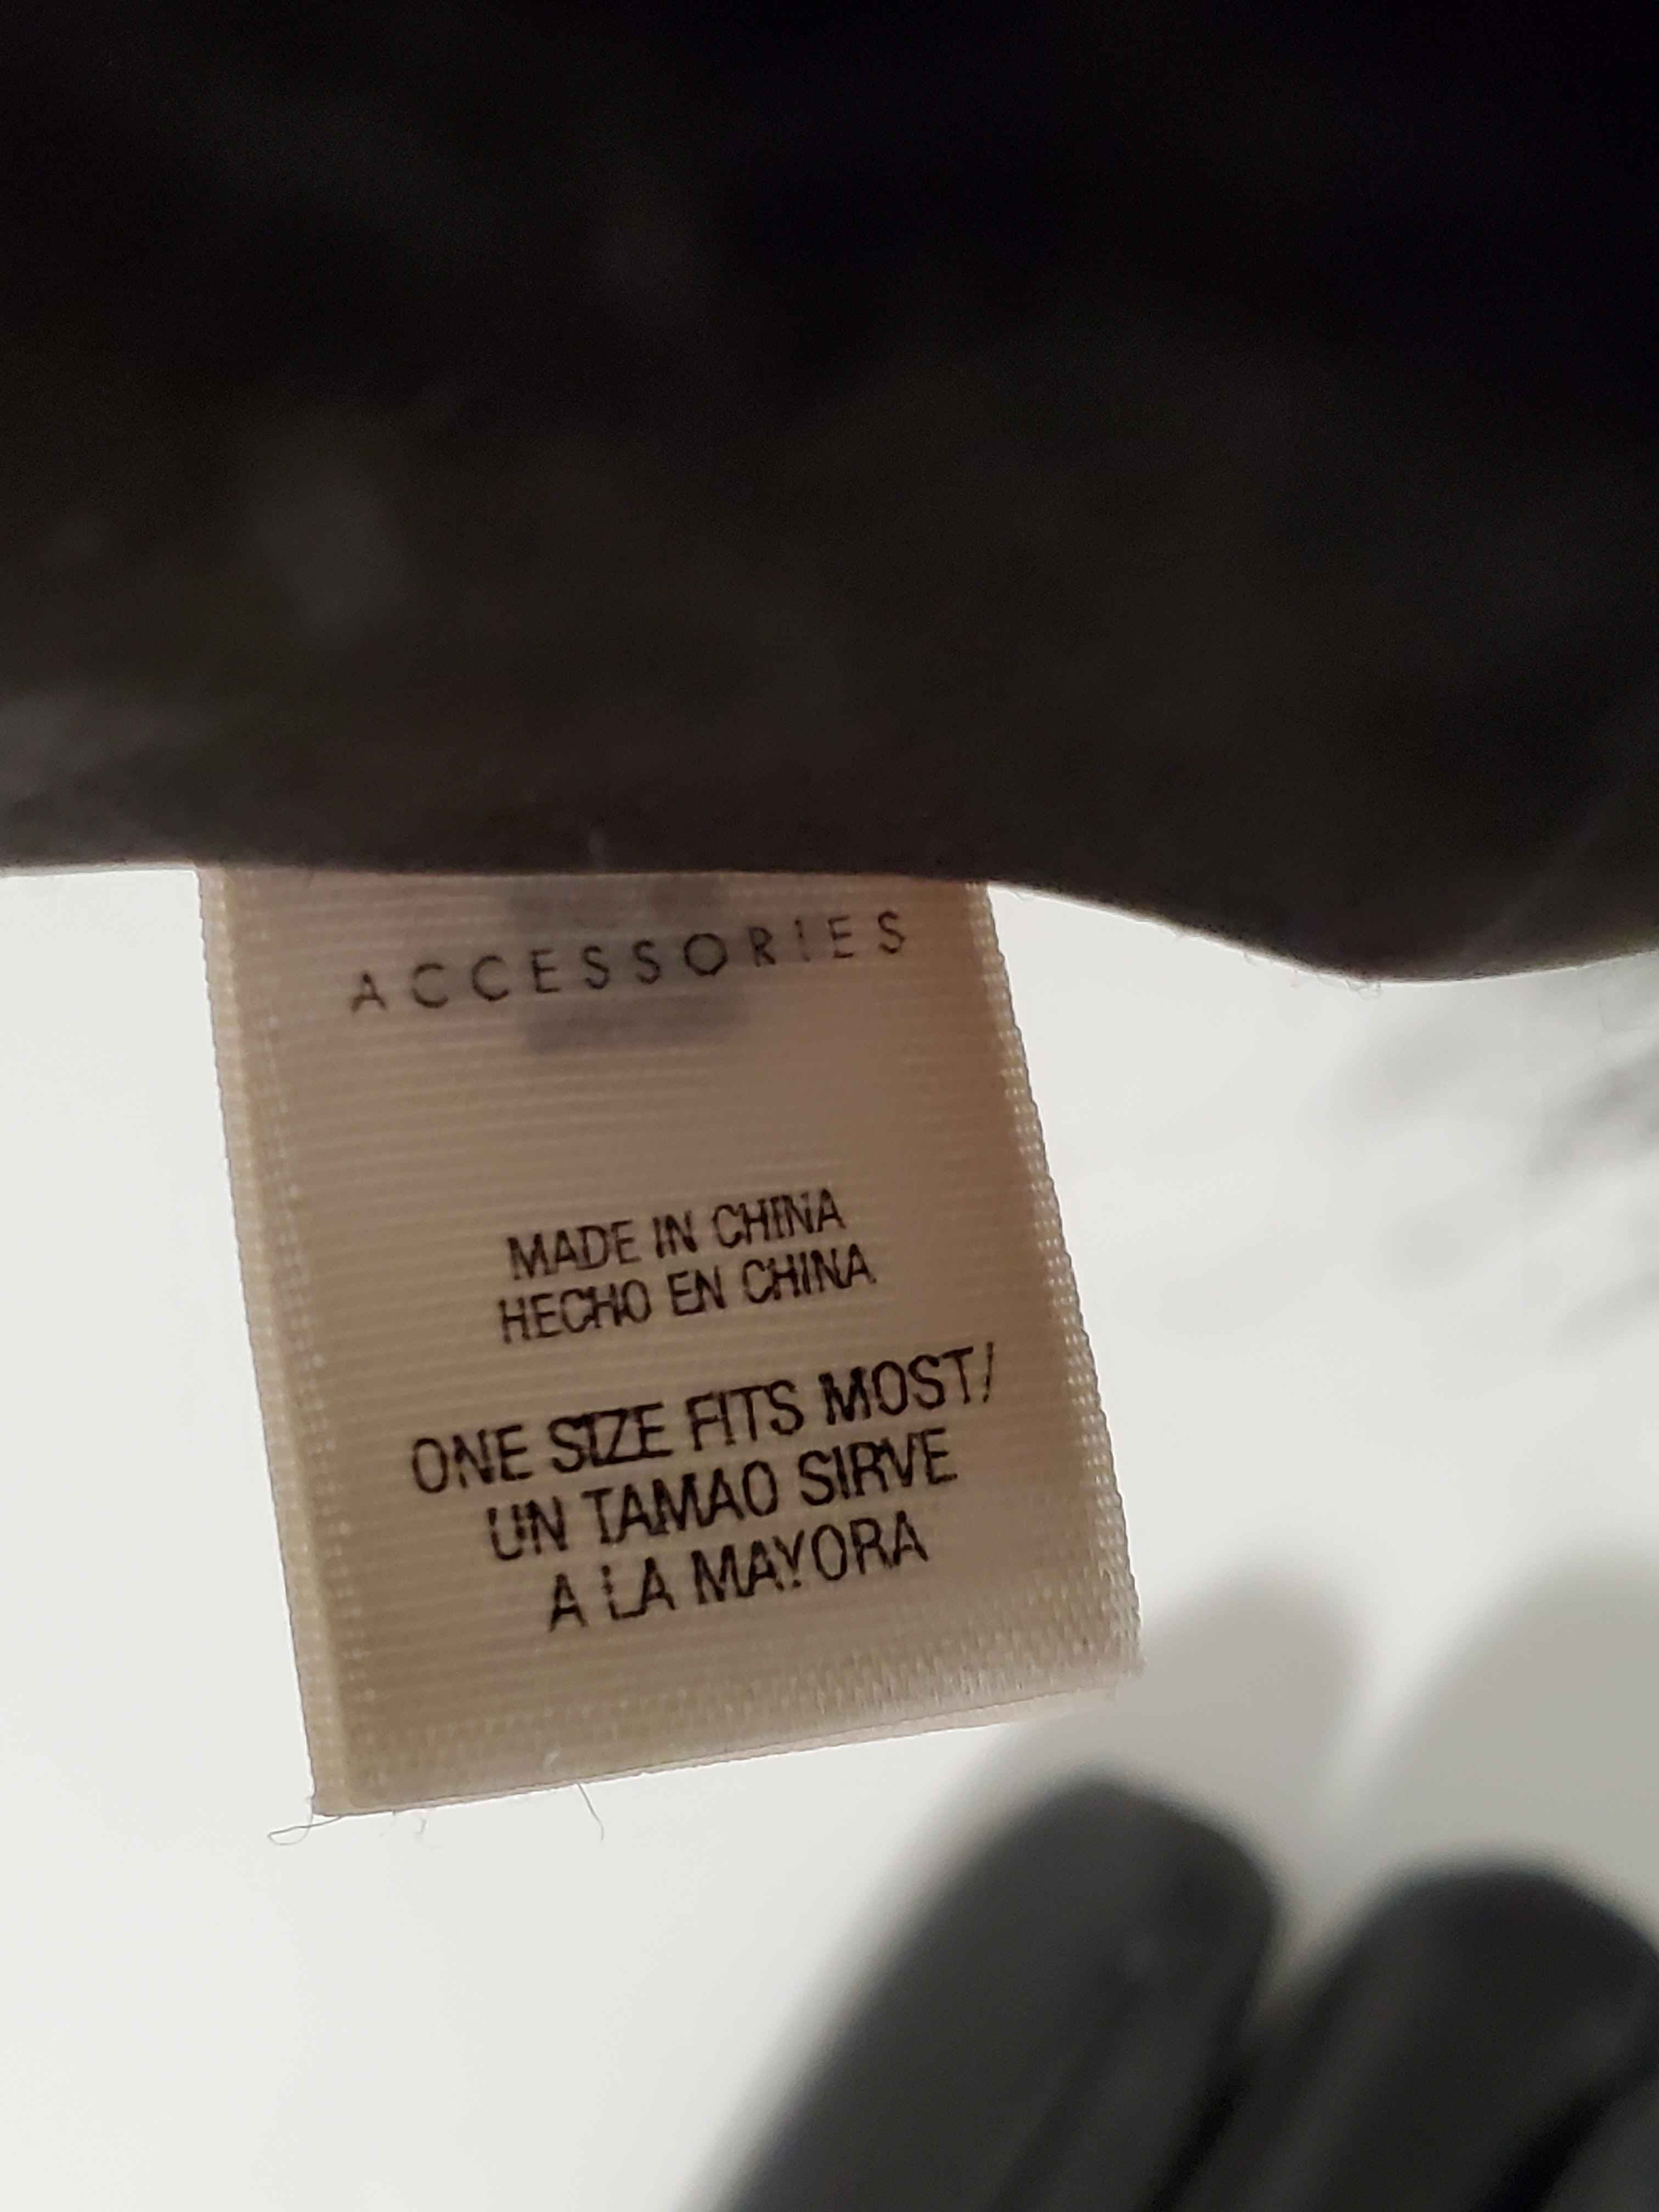 ACCESSORIES
MADE IN CHINA
HECHO EN CHINA
ONE SIZE FITS MOST/
UN TAMAO SIRVE
A LA MAYORA